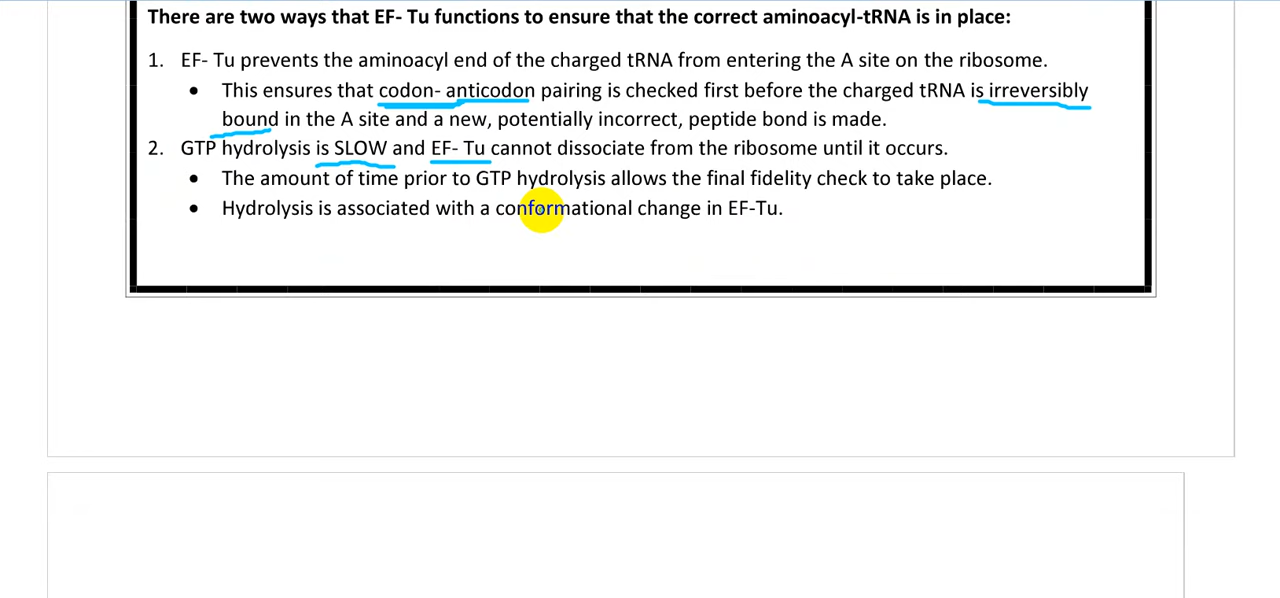 There are two ways that EF- Tu functions to ensure that the correct aminoacyl-tRNA is in place:
1. EF- Tu prevents the aminoacyl end of the charged tRNA from entering the A site on the ribosome.
• This ensures that codon- anticodon pairing is checked first before the charged tRNA is irreversibly
bound in the A site and a new, potentially incorrect, peptide bond is made.
2. GTP hydrolysis is SLOW and EF- Tu cannot dissociate from the ribosome until it occurs.
• The amount of time prior to GTP hydrolysis allows the final fidelity check to take place.
• Hydrolysis is associated with a conformational change in EF-Tu.